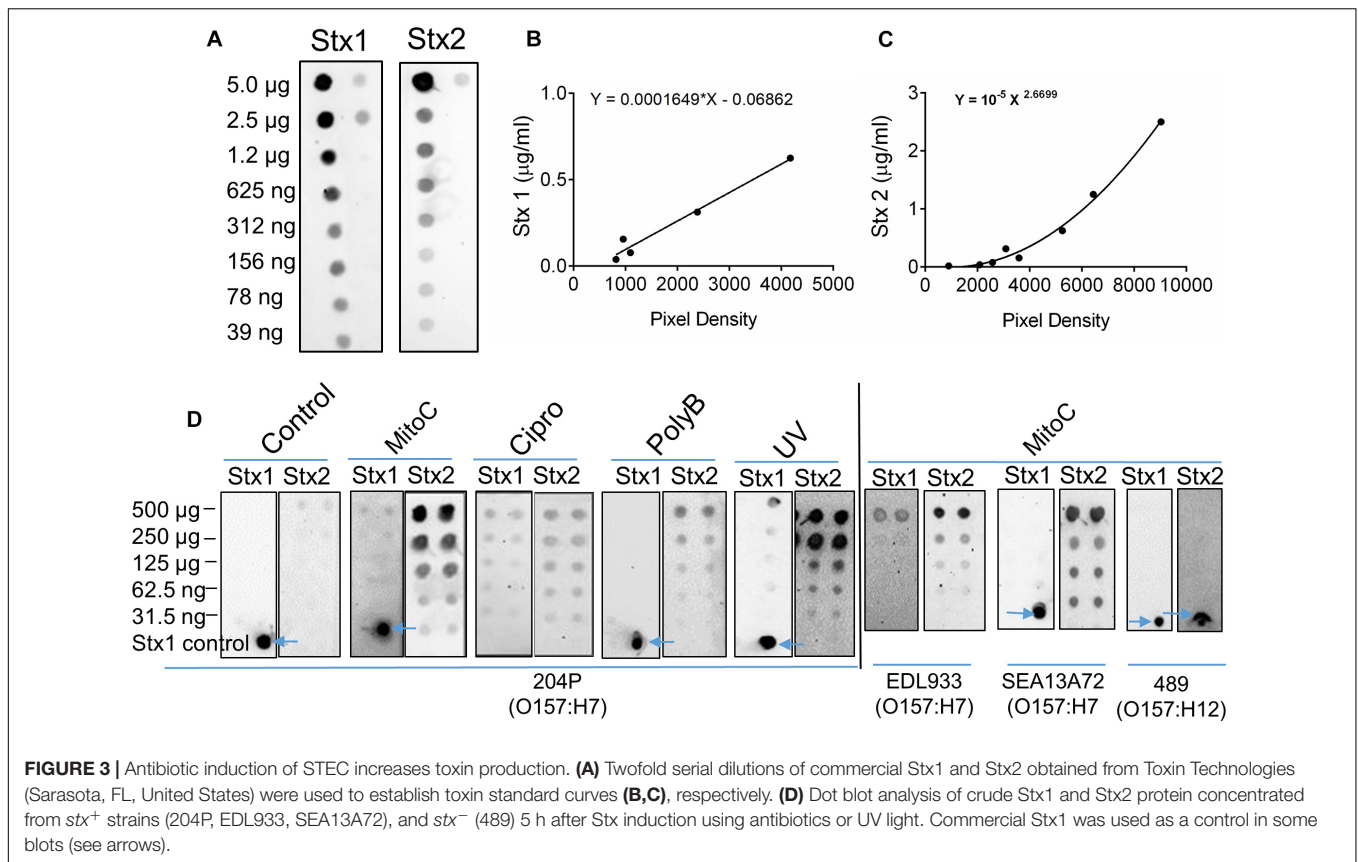 A
Stx1 Stx2
5.0 µg
2.5 µg
1.2 µg
625 ng
312 ng
156 ng
78 ng
39 ng
B
Y = 0.0001649*X - 0.06862
Stx 1 (µg/ml)
1.0
0.5
0.0
0 1000 2000 3000 4000 5000
Pixel Density
C
Y = 10-5 X 2.6699
Stx 2 (µg/ml)
3
2
1
0
0 2000 4000 6000 8000 10000
Pixel Density
D
Control MitoC Cipro PolyB UV MitoC
Stx1 Stx2 Stx1 Stx2 Stx1 Stx2 Stx1 Stx2 Stx1 Stx2 Stx1 Stx2 Stx1 Stx2 Stx1 Stx2
500 µg
250 µg
125 µg
62.5 ng
31.5 ng
Stx1 control
204P
(O157:H7)
EDL933
(O157:H7)
SEA13A72
(O157:H7
489
(O157:H12)
FIGURE 3 | Antibiotic induction of STEC increases toxin production. (A) Twofold serial dilutions of commercial Stx1 and Stx2 obtained from Toxin Technologies
(Sarasota, FL, United States) were used to establish toxin standard curves (B,C), respectively. (D) Dot blot analysis of crude Stx1 and Stx2 protein concentrated
from stx+ strains (204P, EDL933, SEA13A72), and stx− (489) 5 h after Stx induction using antibiotics or UV light. Commercial Stx1 was used as a control in some
blots (see arrows).